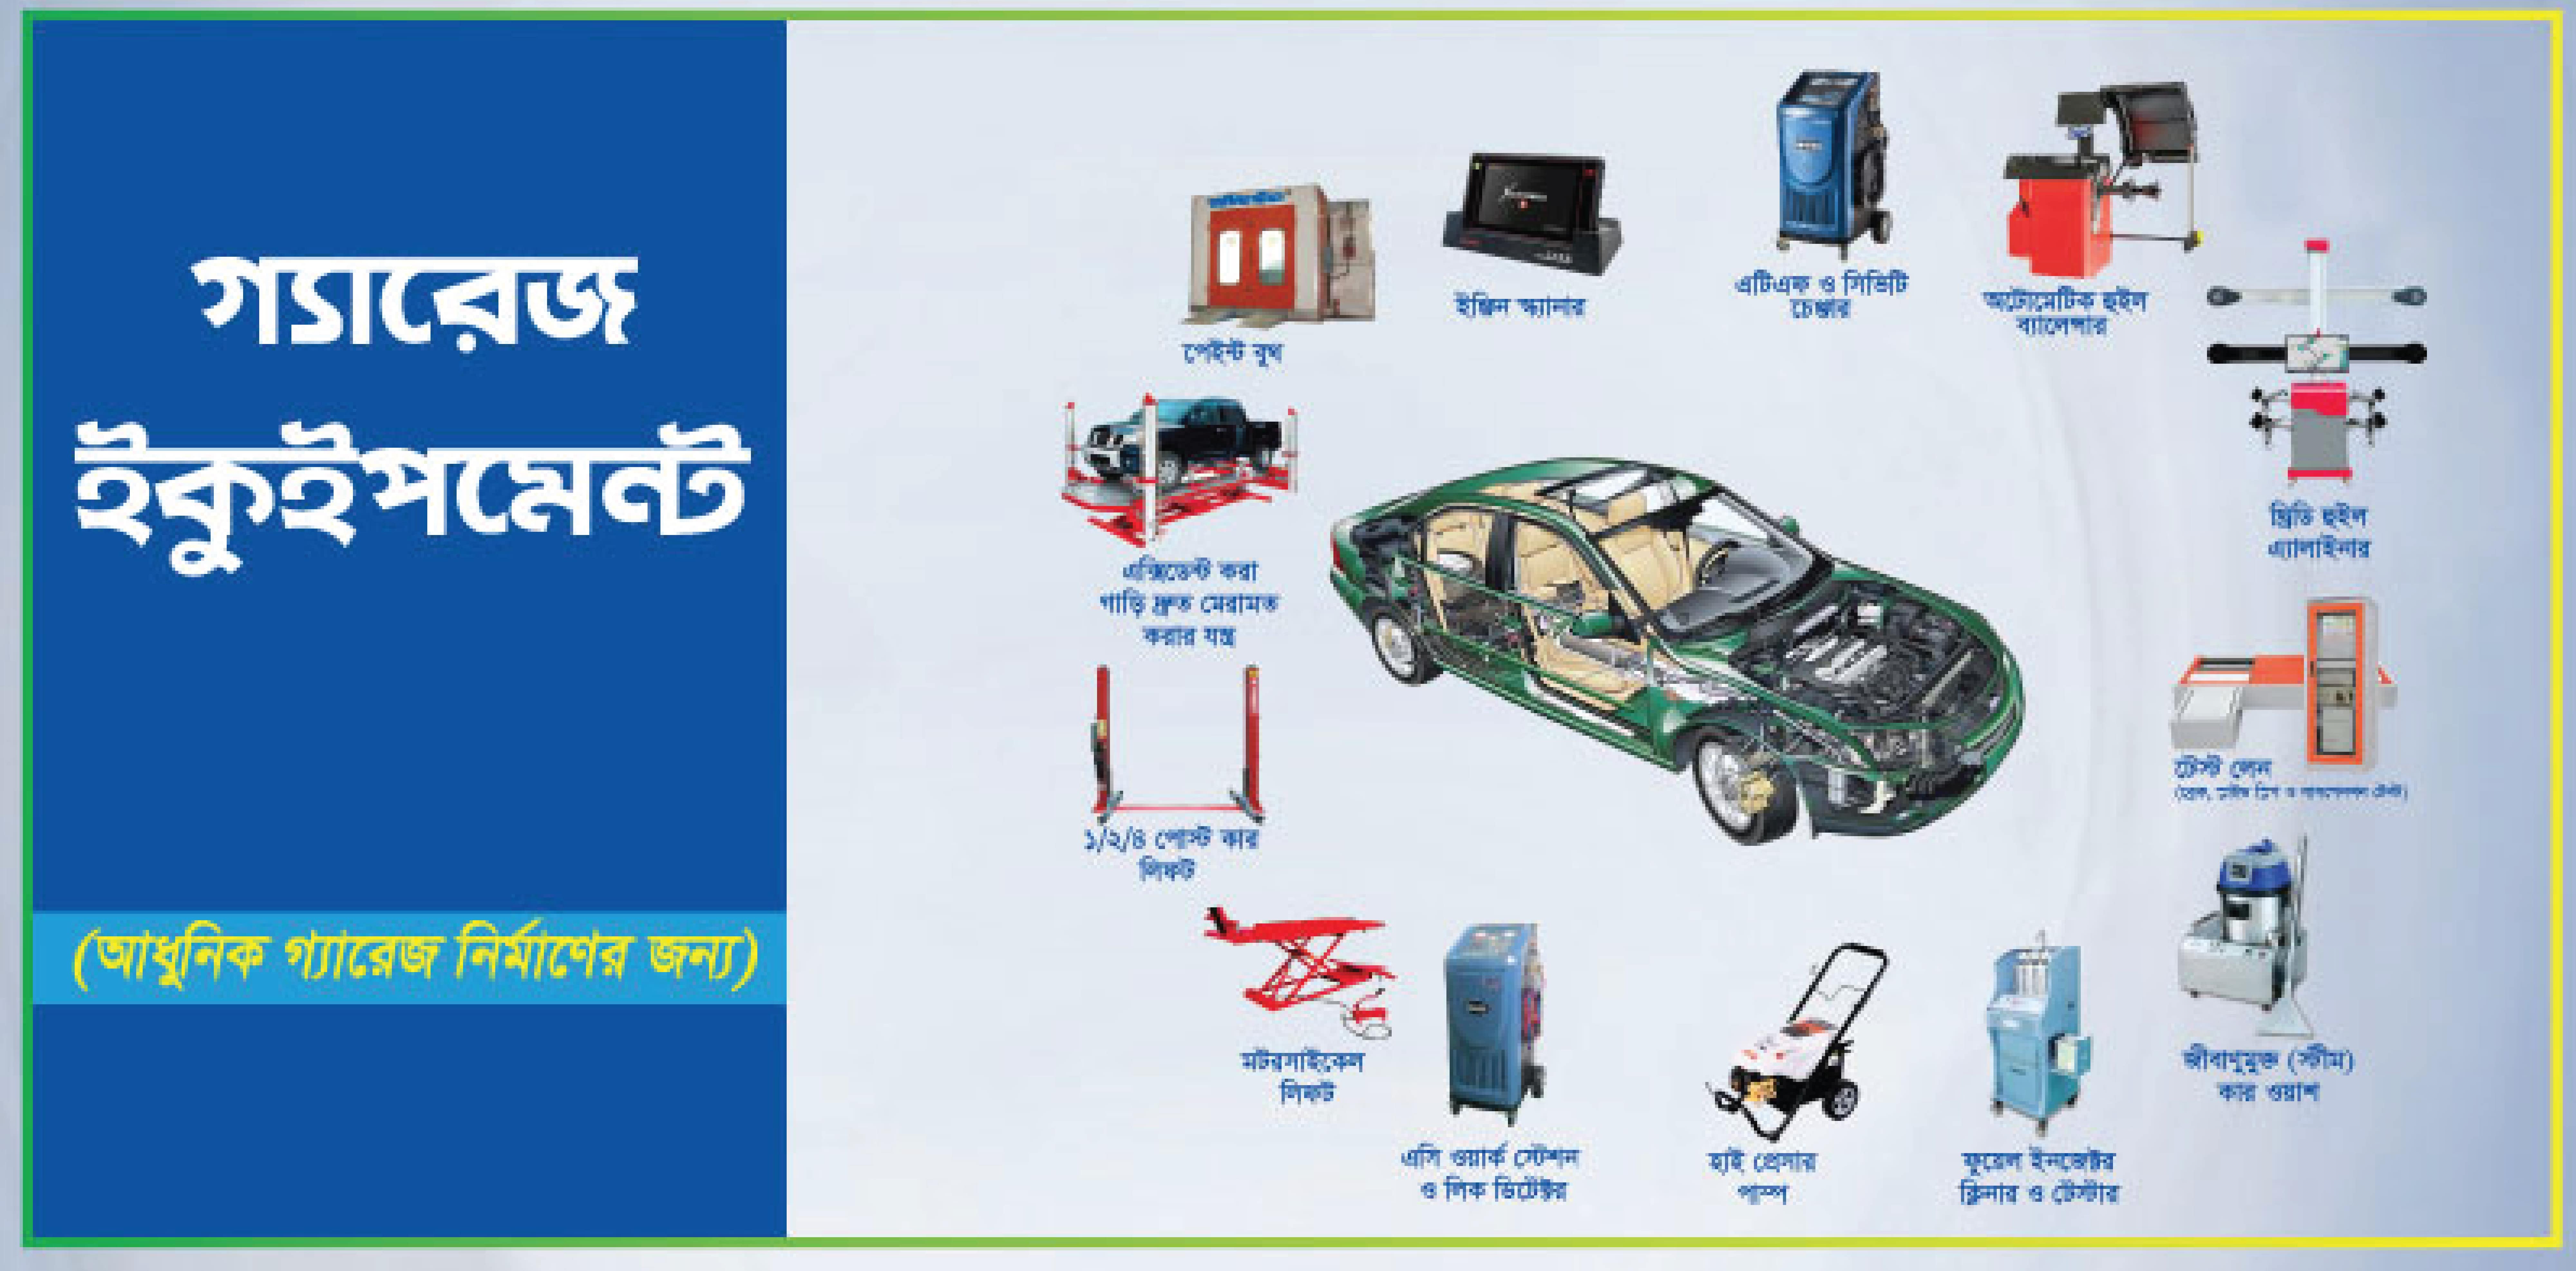 গ্যারেজ
ইকুইপমেন্ট
(আধুনিক গ্যারেজ নির্মাণের জন্য)
পেইন্ট বুথ
ইঞ্জিন স্ক্যানার
এটিএফ ও সিভিটি
চেঞ্জার
অটোমেটিক হুইল
ব্যালেন্সার
থ্রিডি হুইল
এ্যালাইনার
টেস্ট লেন
জীবাণুমুক্ত (স্টীম)
কার ওয়াশ
ফুয়েল ইনজেক্টর
ক্লিনার ও টেস্টার
হাই প্রেসার
পাম্প
এসি ওয়ার্ক স্টেশন
ও লিক ডিটেক্টর
মটরসাইকেল
লিফট
১/২/৪ পোস্ট কার
লিফট
এক্সিডেন্ট করা
গাড়ি দ্রুত মেরামত
করার যন্ত্র